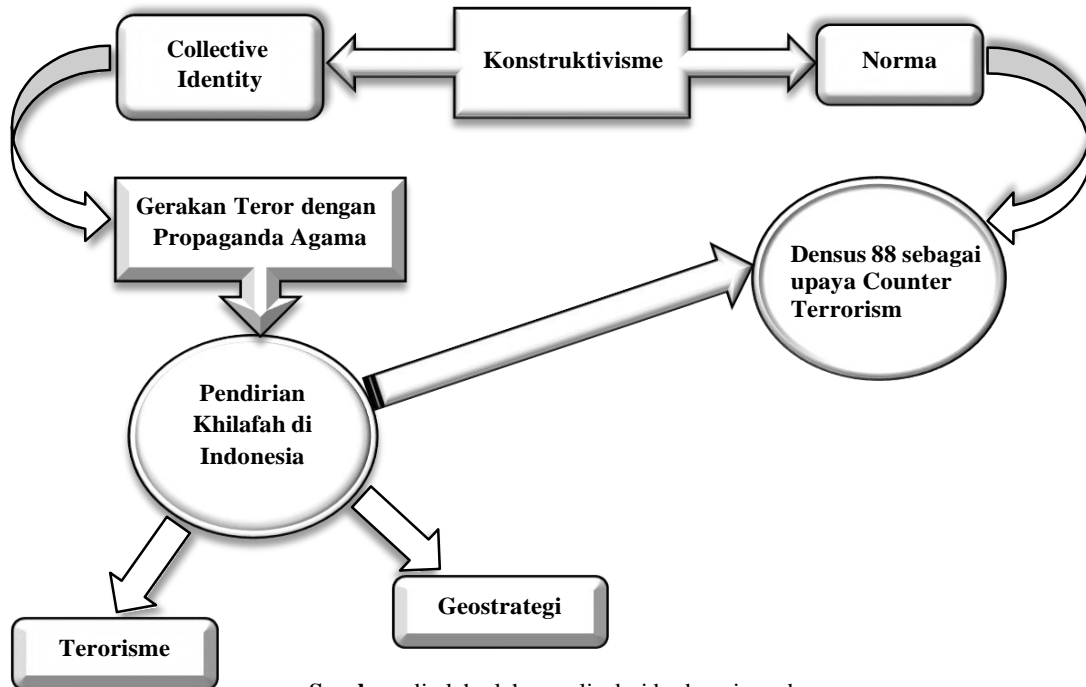 Collective
Identity
Konstruktivisme
Norma
Gerakan Teror dengan
Propaganda Agama
Densus 88 sebagai
upaya Counter
Terrorism
Pendirian
Khilafah di
Indonesia
Geostrategi
Terorisme